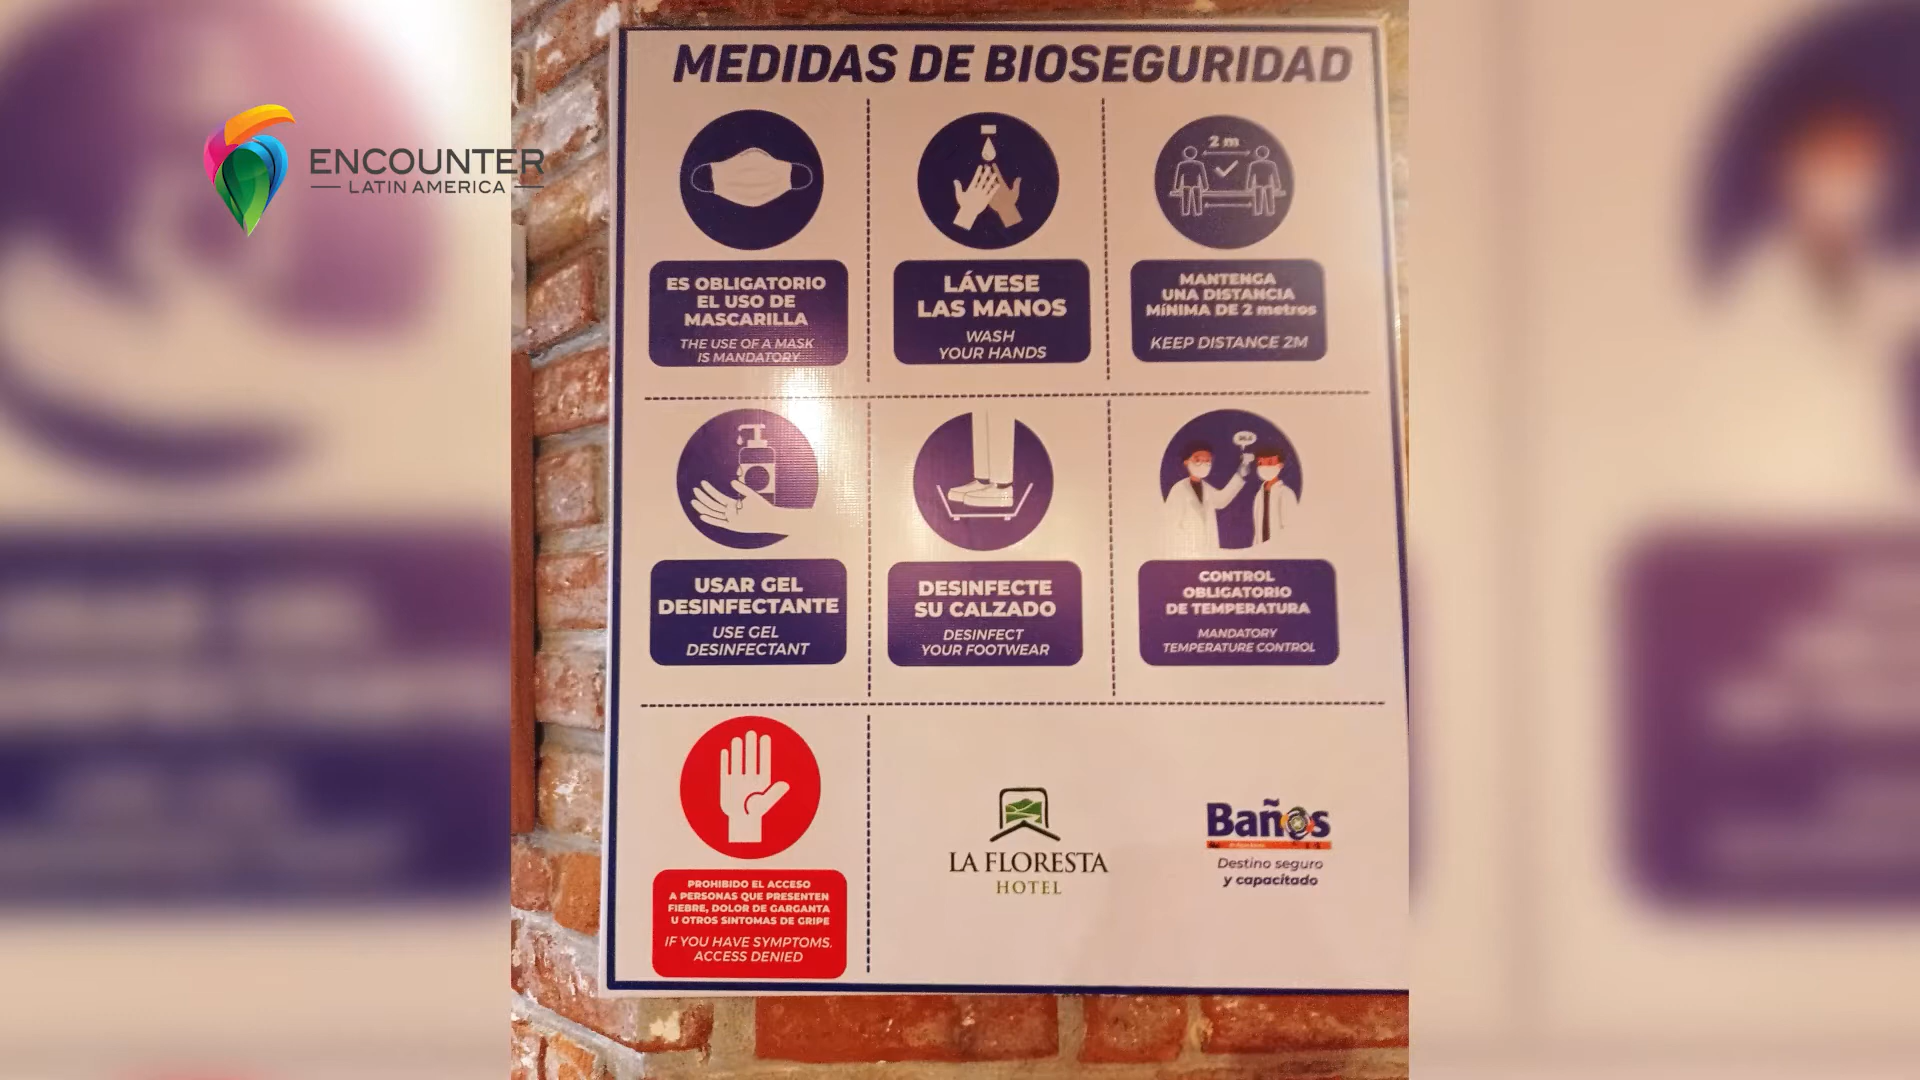 ENCOUNTER
LATIN AMERICA
MEDIDAS DE BIOSEGURIDAD
ES OBLIGATORIO
EL USO DE
MASCARILLA
THE USE OF A MASK
IS MANDATORY
LÁVESE
LAS MANOS
WASH
YOUR HANDS
2 m
MANTENGA
UNA DISTANCIA
MÍNIMA DE 2 metros
KEEP DISTANCE 2M
USAR GEL
DESINFECTANTE
USE GEL
DESINFECTANT
DESINFECTE
SU CALZADO
DESINFECT
YOUR FOOTWEAR
CONTROL
OBLIGATORIO
DE TEMPERATURA
MANDATORY
TEMPERATURE CONTROL
PROHIBIDO EL ACCESO
A PERSONAS QUE PRESENTEN
FIEBRE, DOLOR DE GARGANTA
U OTROS SINTOMAS DE GRIPE
IF YOU HAVE SYMPTOMS.
ACCESS DENIED
LA FLORESTA
HOTEL
Baños
Destino seguro
y capacitado